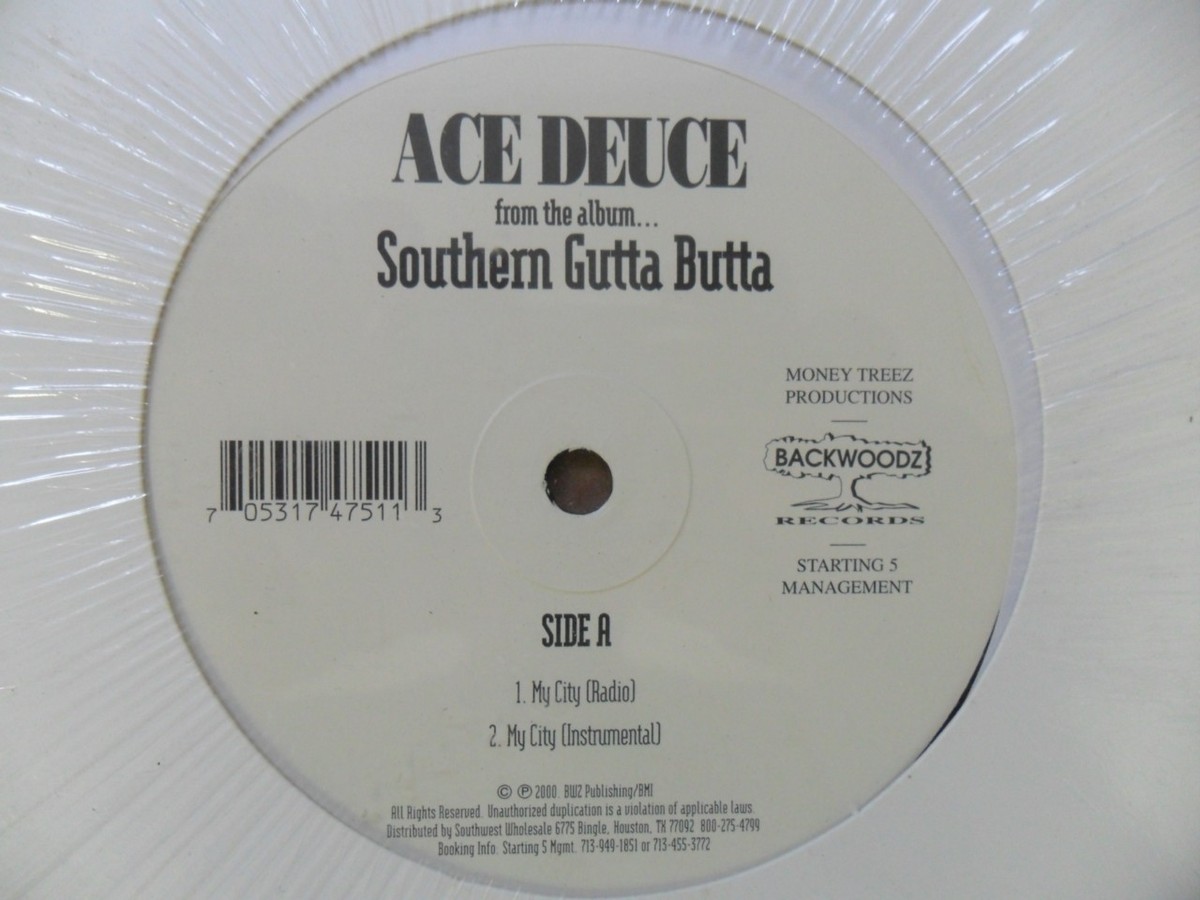 ACE DEUCE
from the album...
Southern Gutta Butta
MONEY TREEZ
PRODUCTIONS
BACKWOODZ
RECORDS
STARTING 5
MANAGEMENT
7 05317 47511 3
SIDE A
1. My City (Radio)
2. My City (Instrumental)
© ℗ 2000. BWZ Publishing/BMI
All Rights Reserved. Unauthorized duplication is a violation of applicable laws.
Distributed by Southwest Wholesale 6775 Bingle, Houston, TX 77092 800-275-4799
Booking Info. Starting 5 Mgmt. 713-949-1851 or 713-455-3772